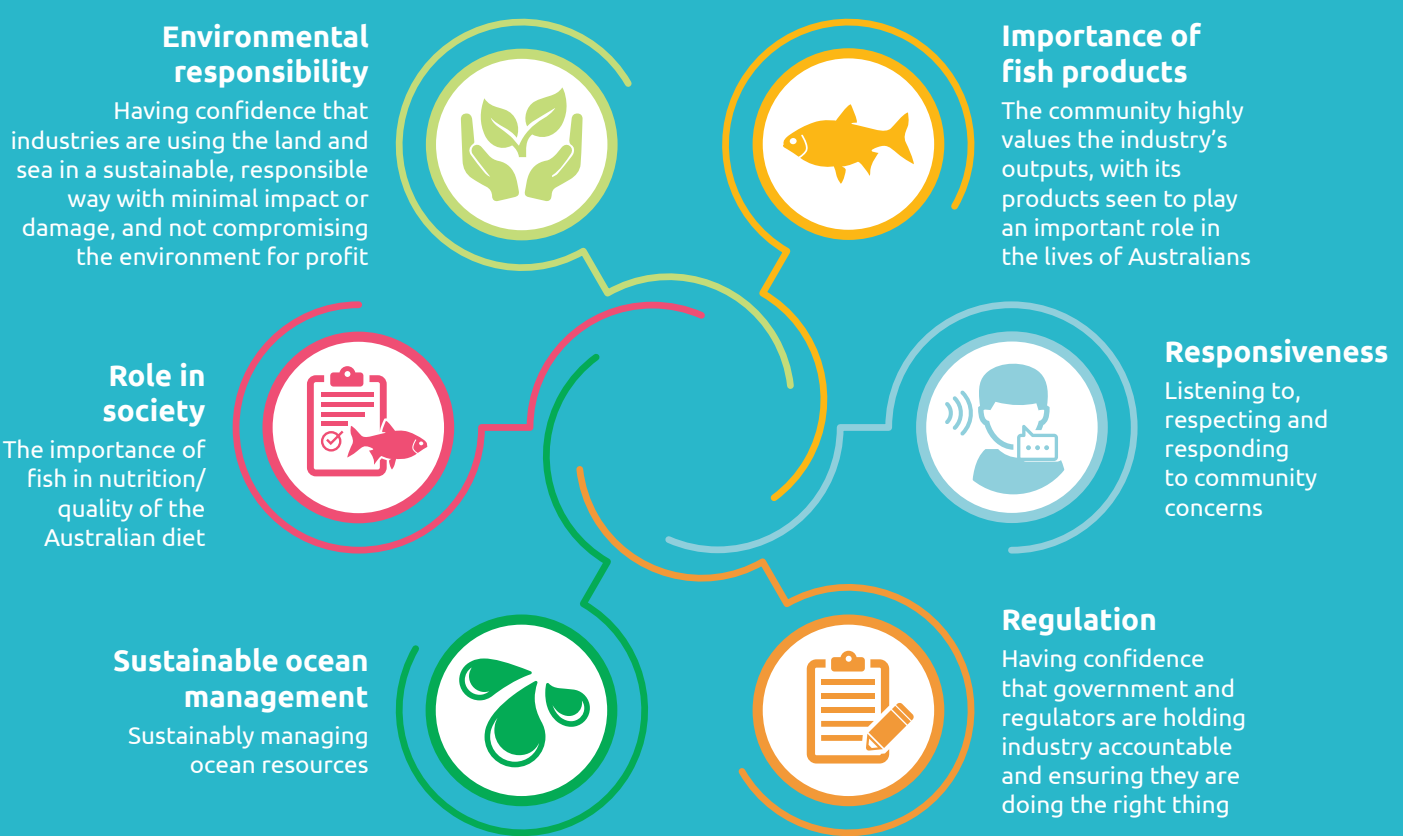 Environmental
responsibility
Having confidence that
industries are using the land and
sea in a sustainable, responsible
way with minimal impact or
damage, and not compromising
the environment for profit
Importance of
fish products
The community highly
values the industry's
outputs, with its
products seen to play
an important role in
the lives of Australians
Role in
society
The importance of
fish in nutrition/
quality of the
Australian diet
Responsiveness
Listening to,
respecting and
responding
to community
concerns
Sustainable ocean
management
Sustainably managing
ocean resources
Regulation
Having confidence
that government and
regulators are holding
industry accountable
and ensuring they are
doing the right thing